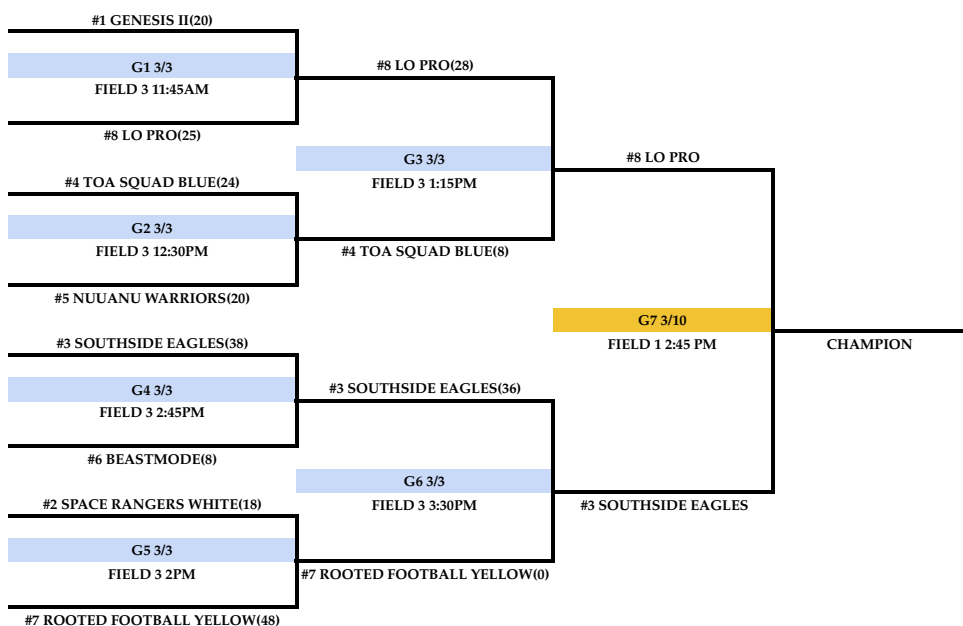 #1 GENESIS II(20)
G1 3/3
FIELD 3 11:45AM
#8 LO PRO(25)
#8 LO PRO(28)
#4 TOA SQUAD BLUE(24)
G2 3/3
FIELD 3 12:30PM
#5 NUUANU WARRIORS(20)
G3 3/3
FIELD 3 1:15PM
#4 TOA SQUAD BLUE(8)
#8 LO PRO
#3 SOUTHSIDE EAGLES(38)
G4 3/3
FIELD 3 2:45PM
#6 BEASTMODE(8)
#3 SOUTHSIDE EAGLES(36)
#2 SPACE RANGERS WHITE(18)
G5 3/3
FIELD 3 2PM
#7 ROOTED FOOTBALL YELLOW(48)
G6 3/3
FIELD 3 3:30PM
#7 ROOTED FOOTBALL YELLOW(0)
#3 SOUTHSIDE EAGLES
G7 3/10
FIELD 1 2:45 PM
CHAMPION